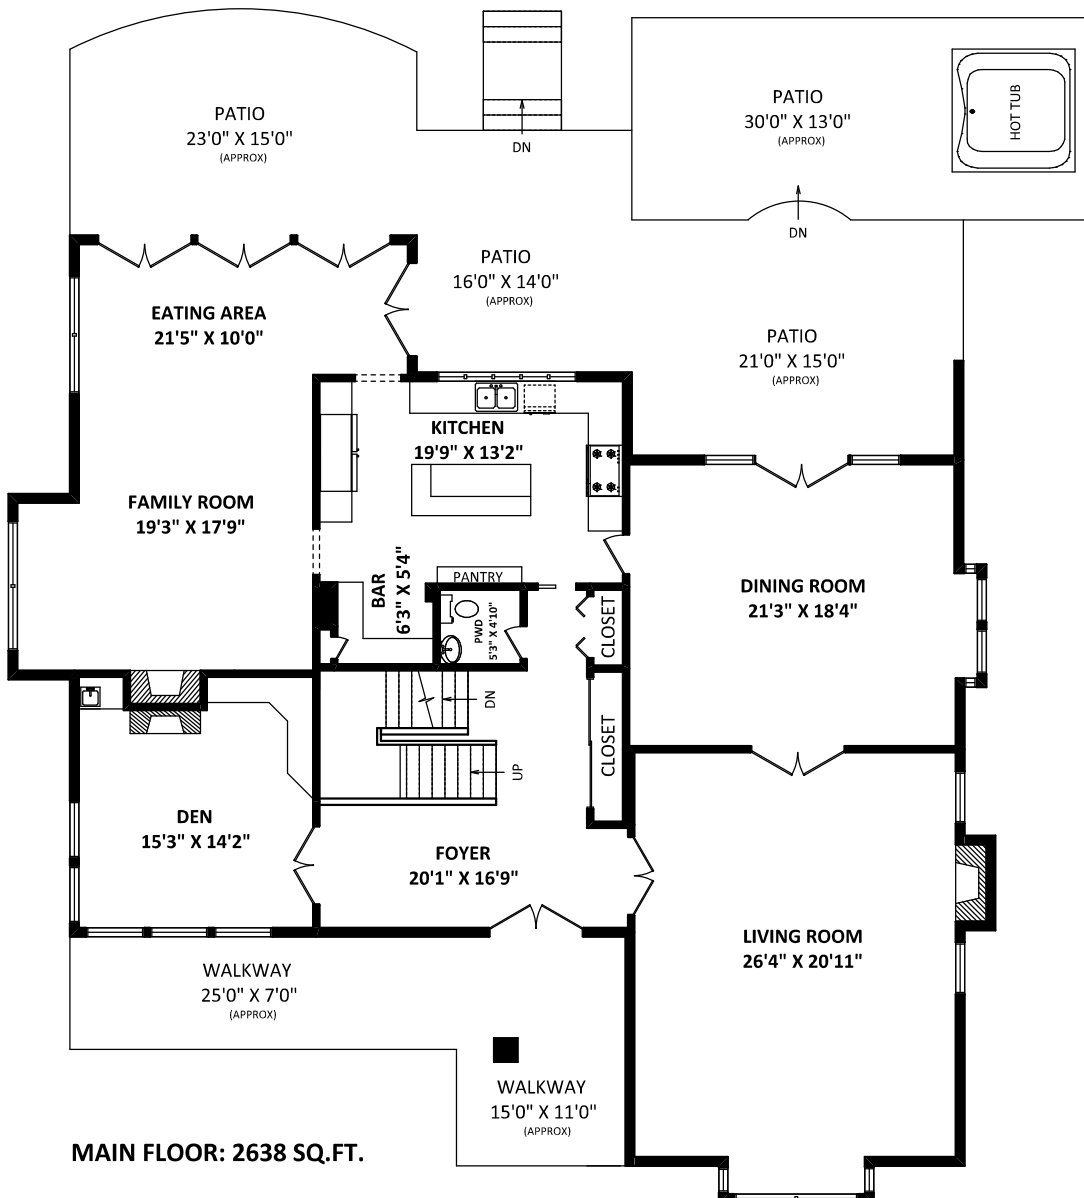 PATIO
23'0" X 15'0"
(APPROX)
DN
PATIO
30'0" X 13'0"
(APPROX)
HOT TUB
DN
PATIO
16'0" X 14'0"
(APPROX)
EATING AREA
21'5" X 10'0"
PATIO
21'0" X 15'0"
(APPROX)
KITCHEN
19'9" X 13'2"
FAMILY ROOM
19'3" X 17'9"
BAR
6'3" X 5'4"
PANTRY
PWD
5'3" X 4'10"
CLOSET
DINING ROOM
21'3" X 18'4"
DN
UP
CLOSET
DEN
15'3" X 14'2"
FOYER
20'1" X 16'9"
LIVING ROOM
26'4" X 20'11"
WALKWAY
25'0" X 7'0"
(APPROX)
WALKWAY
15'0" X 11'0"
(APPROX)
MAIN FLOOR: 2638 SQ.FT.